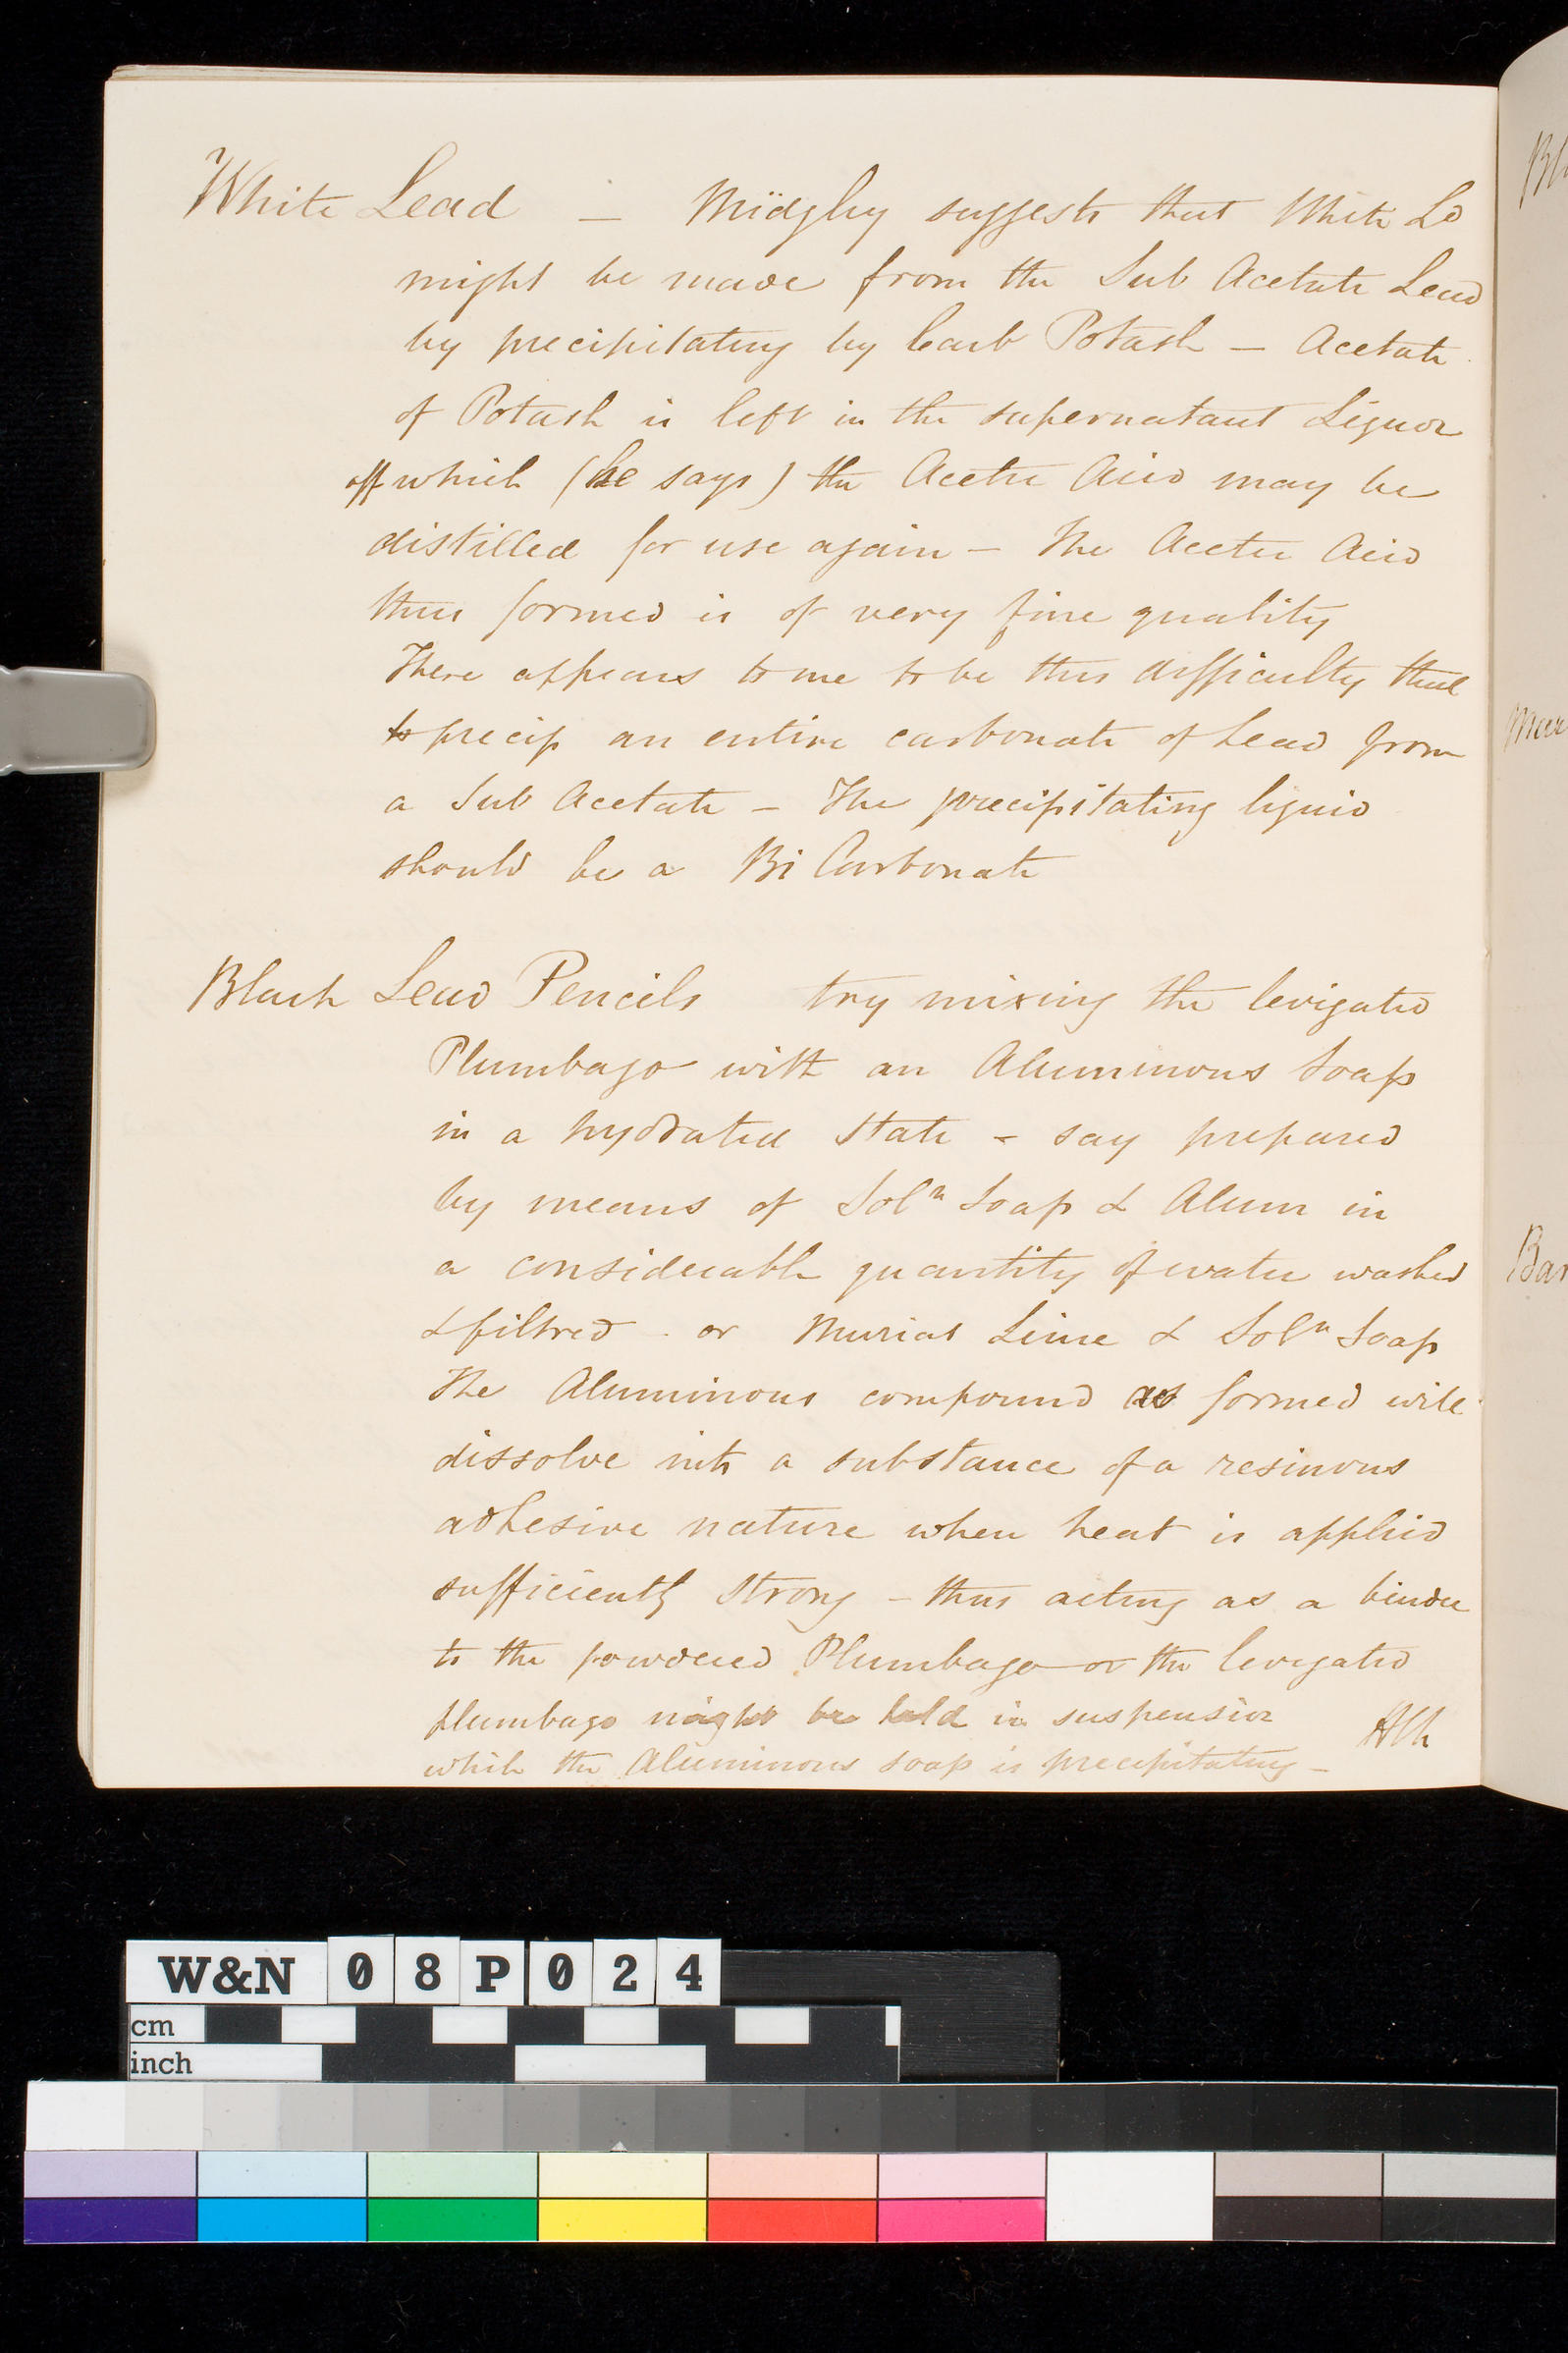 White Lead — Midgley suggests that White Ld
might be made from the Sub Acetate Lead
by precipitating by Carb Potash — Acetate
of Potash is left in the supernatant Liquor
off which (he says) the Acetic Acid may be
distilled for use again — The Acetic Acid
thus formed is of very fine quality
There appears to me to be this difficulty that
to precip an entire carbonate of Lead from
a Sub Acetate — The precipitating liquid
should be a Bi Carbonate
Black Lead Pencils try mixing the levigated
Plumbago with an Aluminous Soap
in a hydrated State - say prepared
by means of Soln Soap & Alum in
a considerable quantity of water washed
& filtred - or Muriat Lime & Soln Soap
The Aluminous compound as formed will
dissolve into a substance of a resinous
adhesive nature when heat is applied
sufficiently strong - thus acting as a binder
to the powdered Plumbago - or the levigated
plumbago might be held in suspension
while the Aluminous soap is precipitating —
Bl
Bar
W&N 08P024
cm
inch